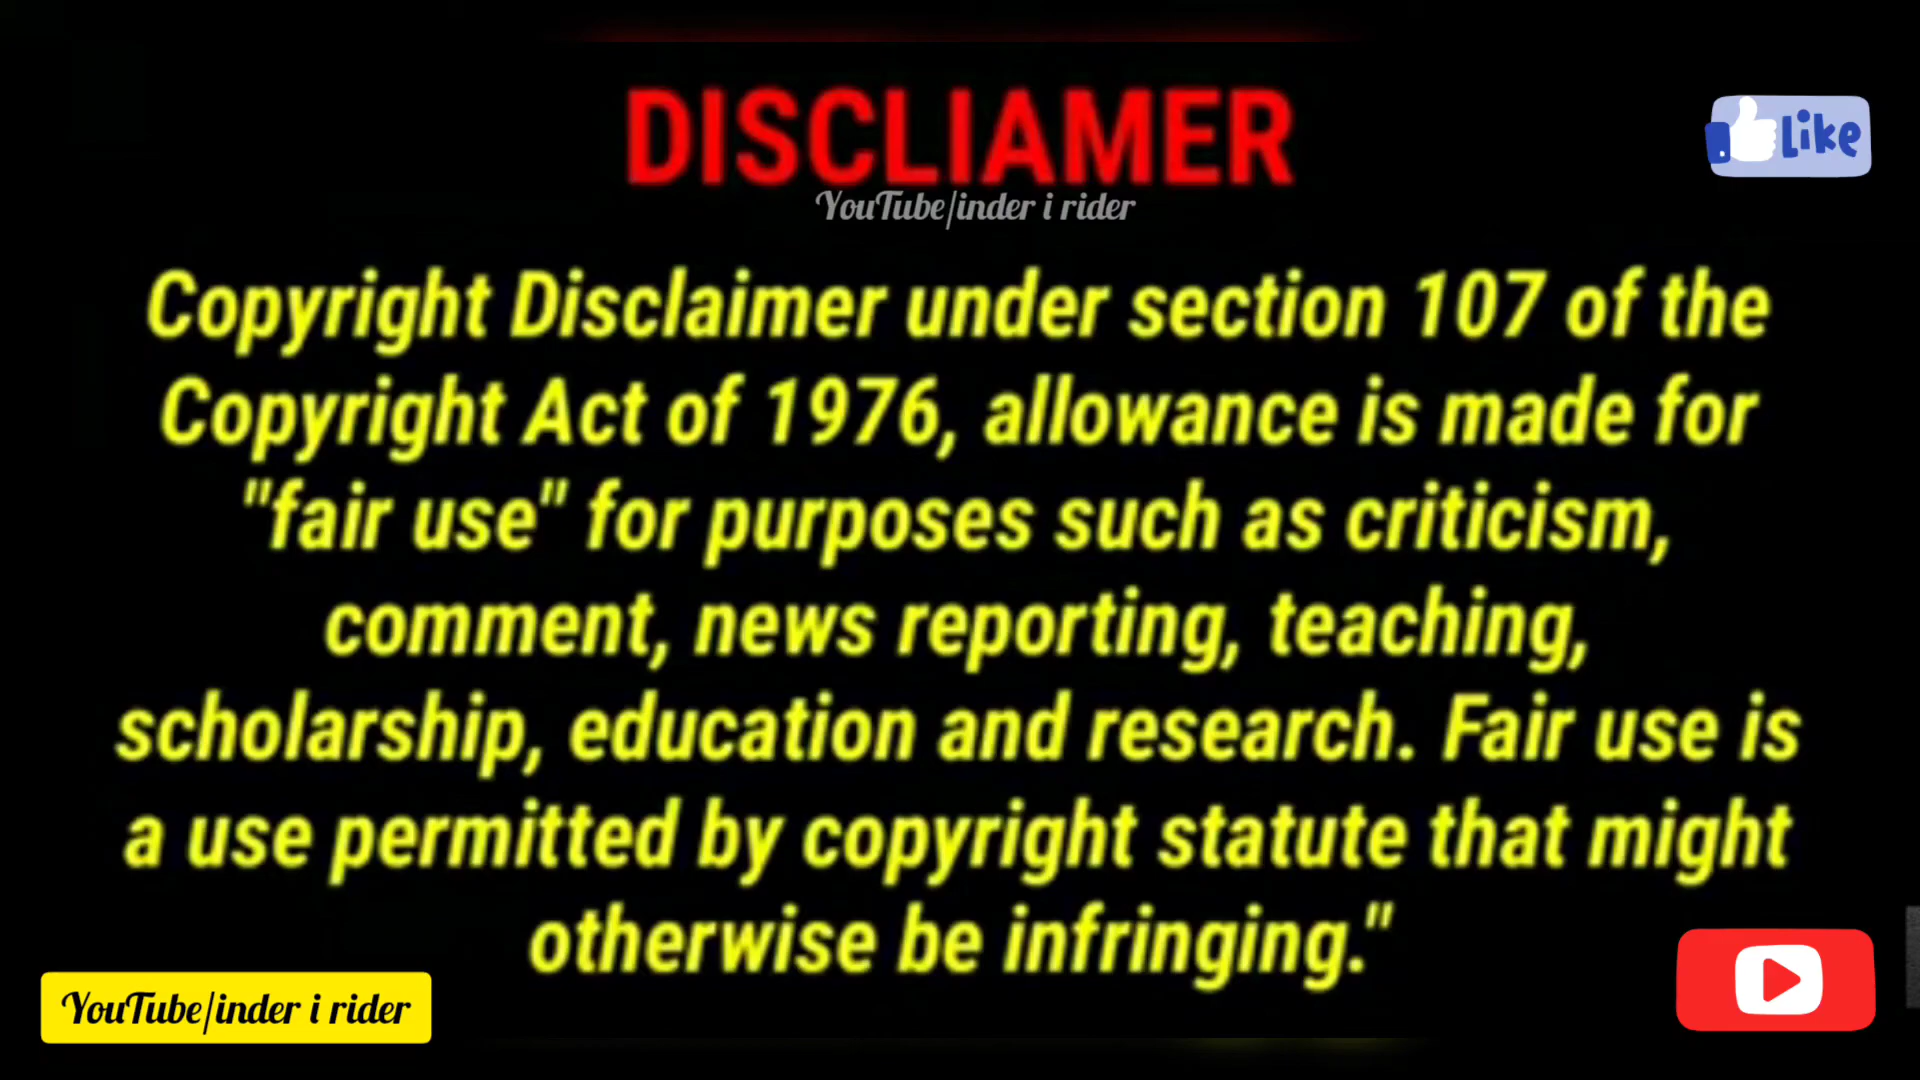 DISCLIAMER
Like
YouTube/inder i rider
Copyright Disclaimer under section 107 of the
Copyright Act of 1976, allowance is made for
"fair use" for purposes such as criticism,
comment, news reporting, teaching,
scholarship, education and research. Fair use is
a use permitted by copyright statute that might
otherwise be infringing."
YouTube/inder i rider